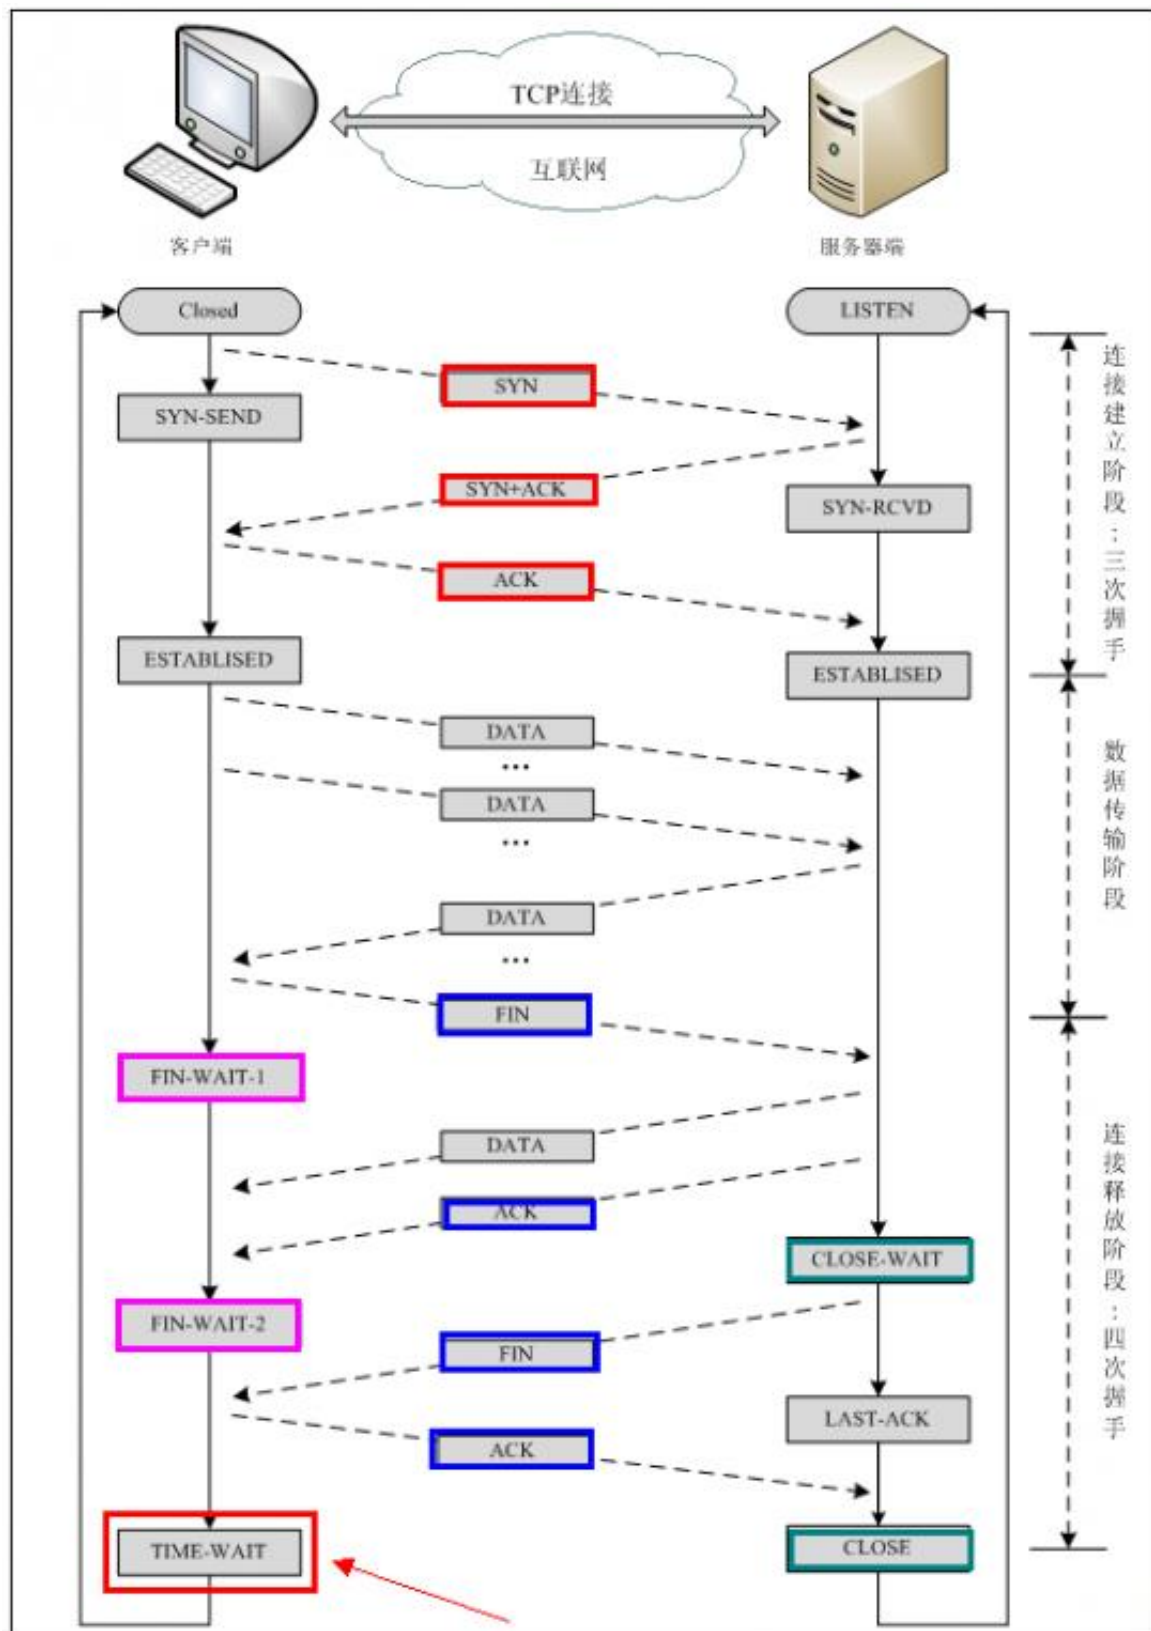 TCP连接
互联网
客户端
服务器端
Closed
LISTEN
SYN
SYN-SEND
SYN+ACK
SYN-RCVD
ACK
ESTABLISED
ESTABLISED
连接建立阶段：三次握手
DATA
...
DATA
...
DATA
...
数据传输阶段
FIN
FIN-WAIT-1
DATA
ACK
CLOSE-WAIT
FIN-WAIT-2
FIN
LAST-ACK
ACK
TIME-WAIT
CLOSE
连接释放阶段：四次握手